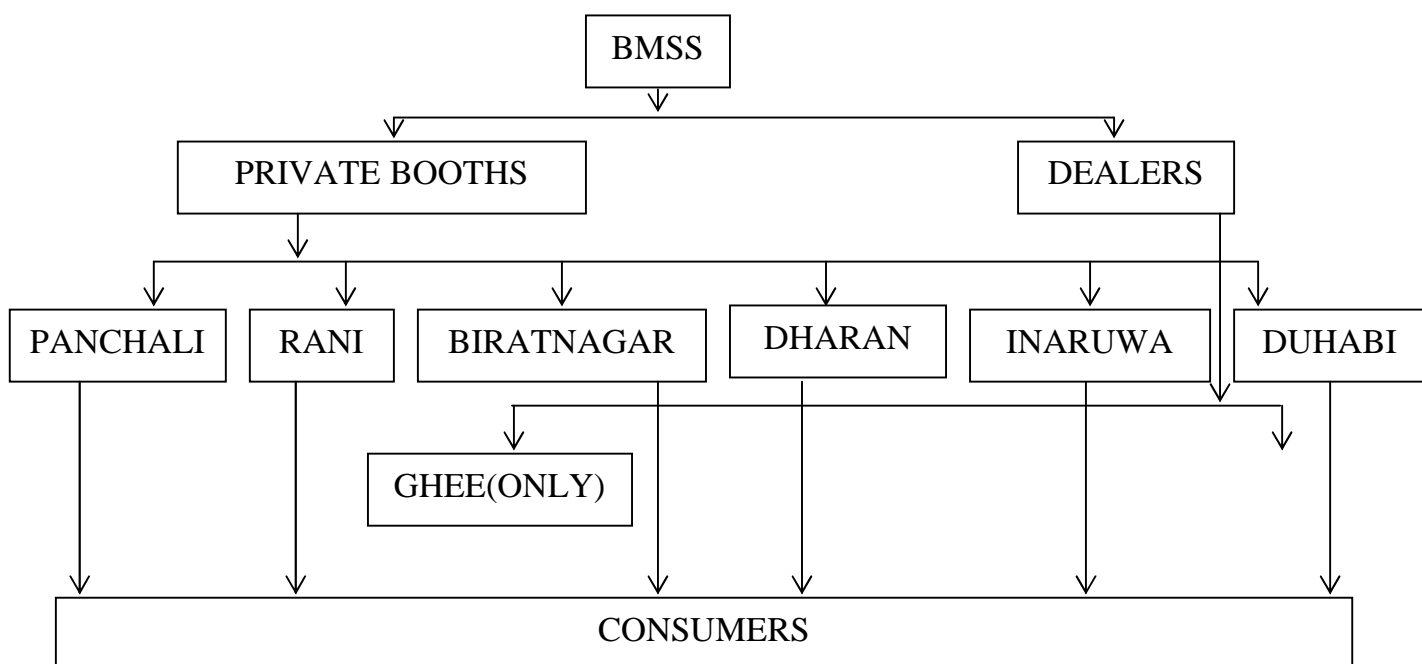 BMSS
PRIVATE BOOTHS
DEALERS
PANCHALI
RANI
BIRATNAGAR
DHARAN
INARUWA
DUHABI
GHEE(ONLY)
CONSUMERS